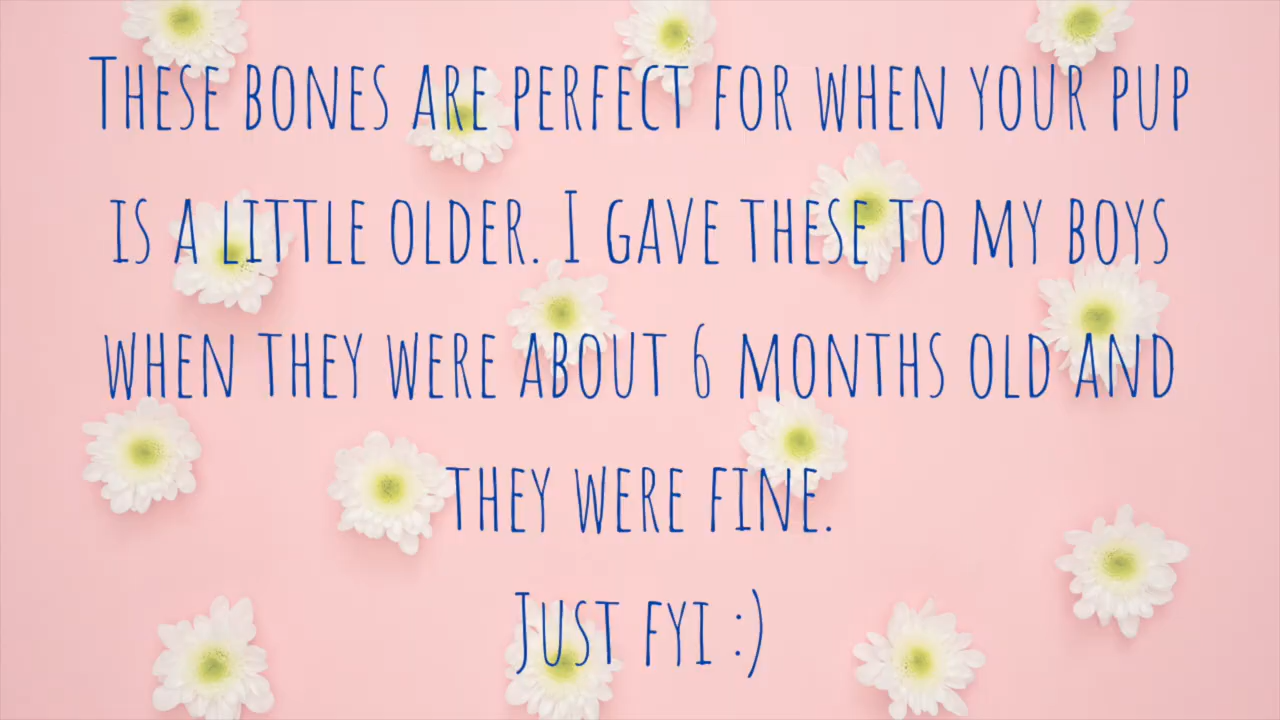 These bones are perfect for when your pup
is a little older. I gave these to my boys
when they were about 6 months old and
they were fine.
Just fyi :)